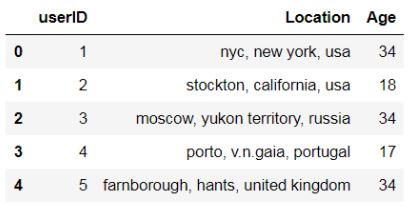 userID Location Age
0 1 nyc, new york, usa 34
1 2 stockton, california, usa 18
2 3 moscow, yukon territory, russia 34
3 4 porto, v.n.gaia, portugal 17
4 5 farnborough, hants, united kingdom 34